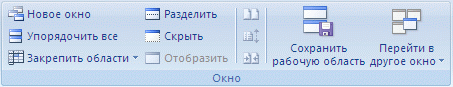 Новое окно
Упорядочить все
Закрепить области
Разделить
Скрыть
Отобразить
Сохранить
рабочую область
Перейти в
другое окно
Окно